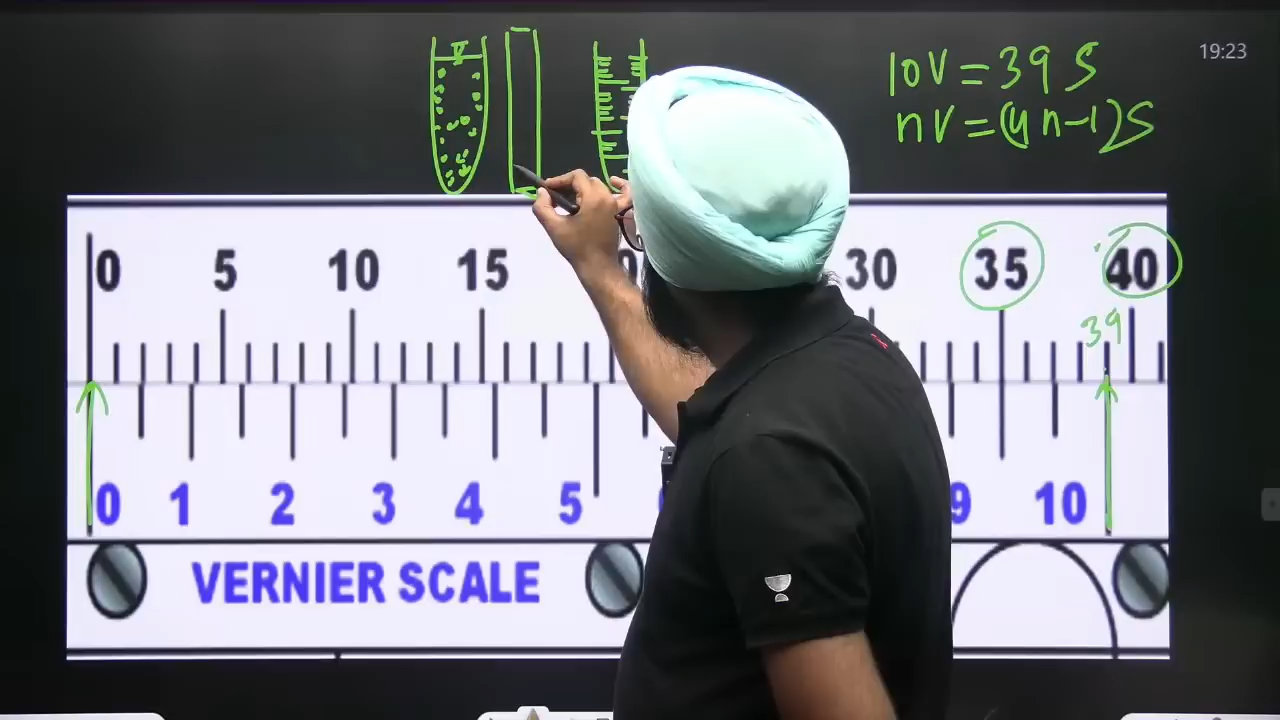 19:23
10V = 39 S
nV = (4n-1)S
0 5 10 15 30 35 40
39
0 1 2 3 4 5 9 10
VERNIER SCALE